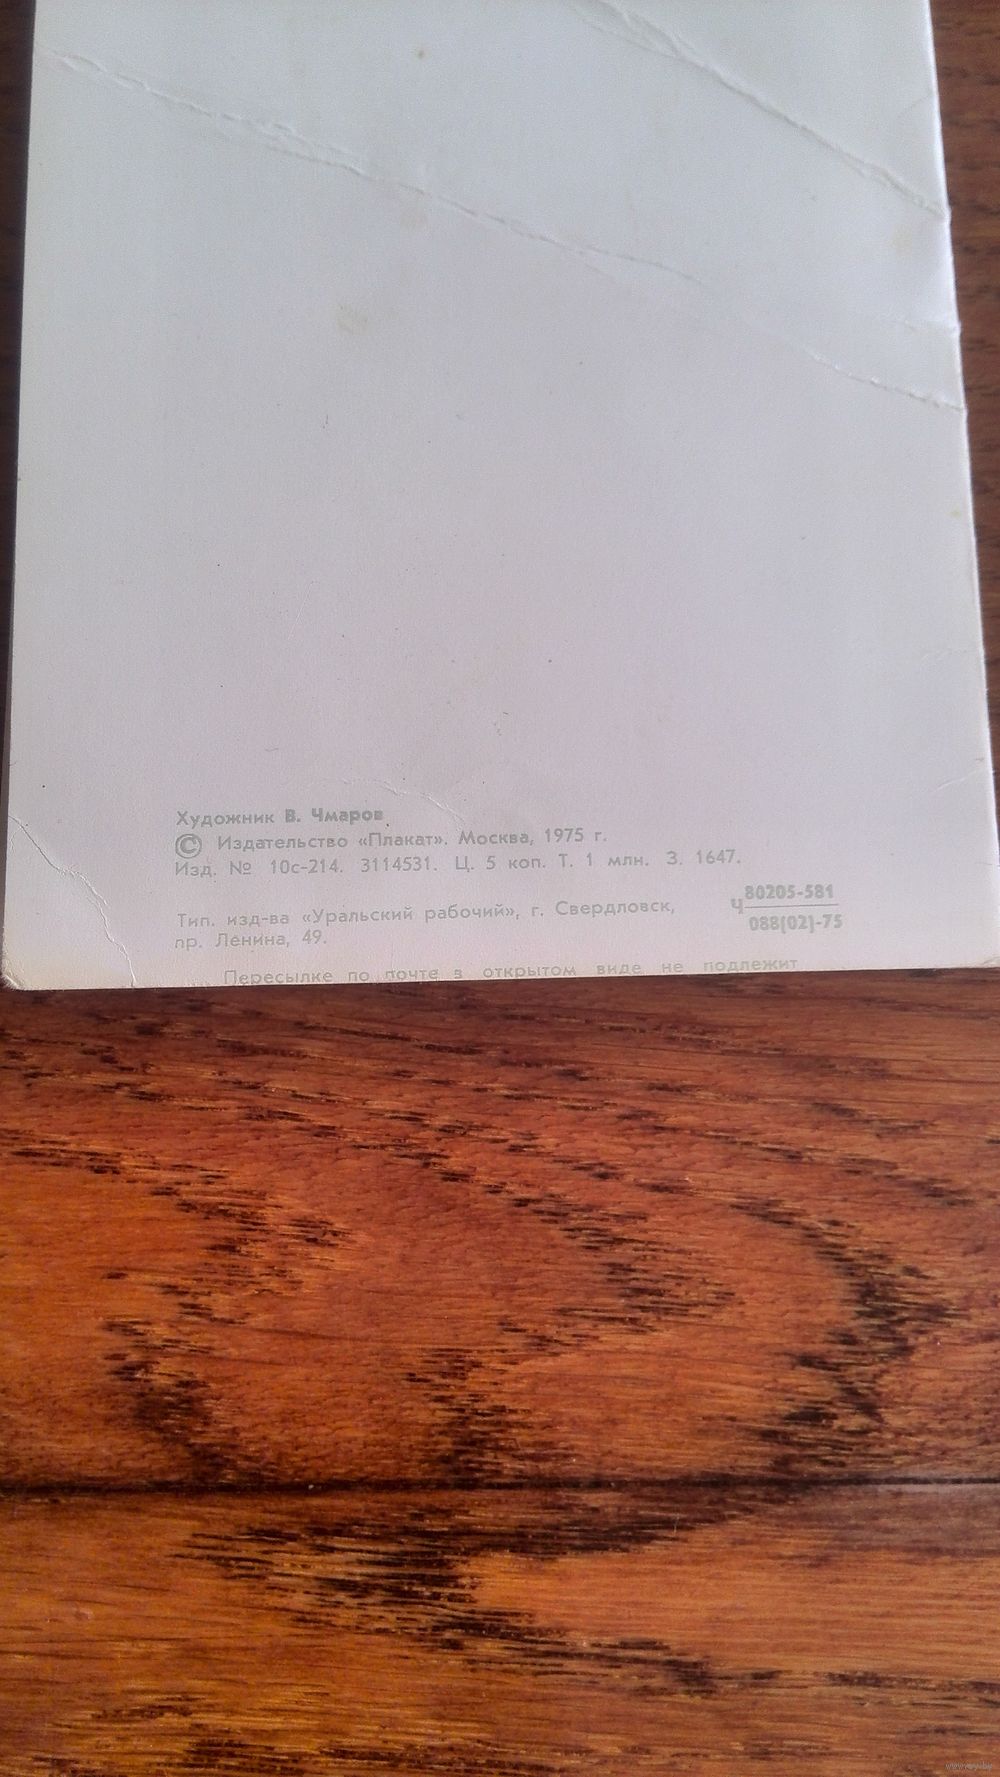 Художник В. Чмаров
© Издательство «Плакат». Москва, 1975 г.
Изд. № 10с-214. 3114531. Ц. 5 коп. Т. 1 млн. З. 1647.
Ч 80205-581
088(02)-75
Тип. изд-ва «Уральский рабочий», г. Свердловск,
пр. Ленина, 49.
Пересылке по почте в открытом виде не подлежит